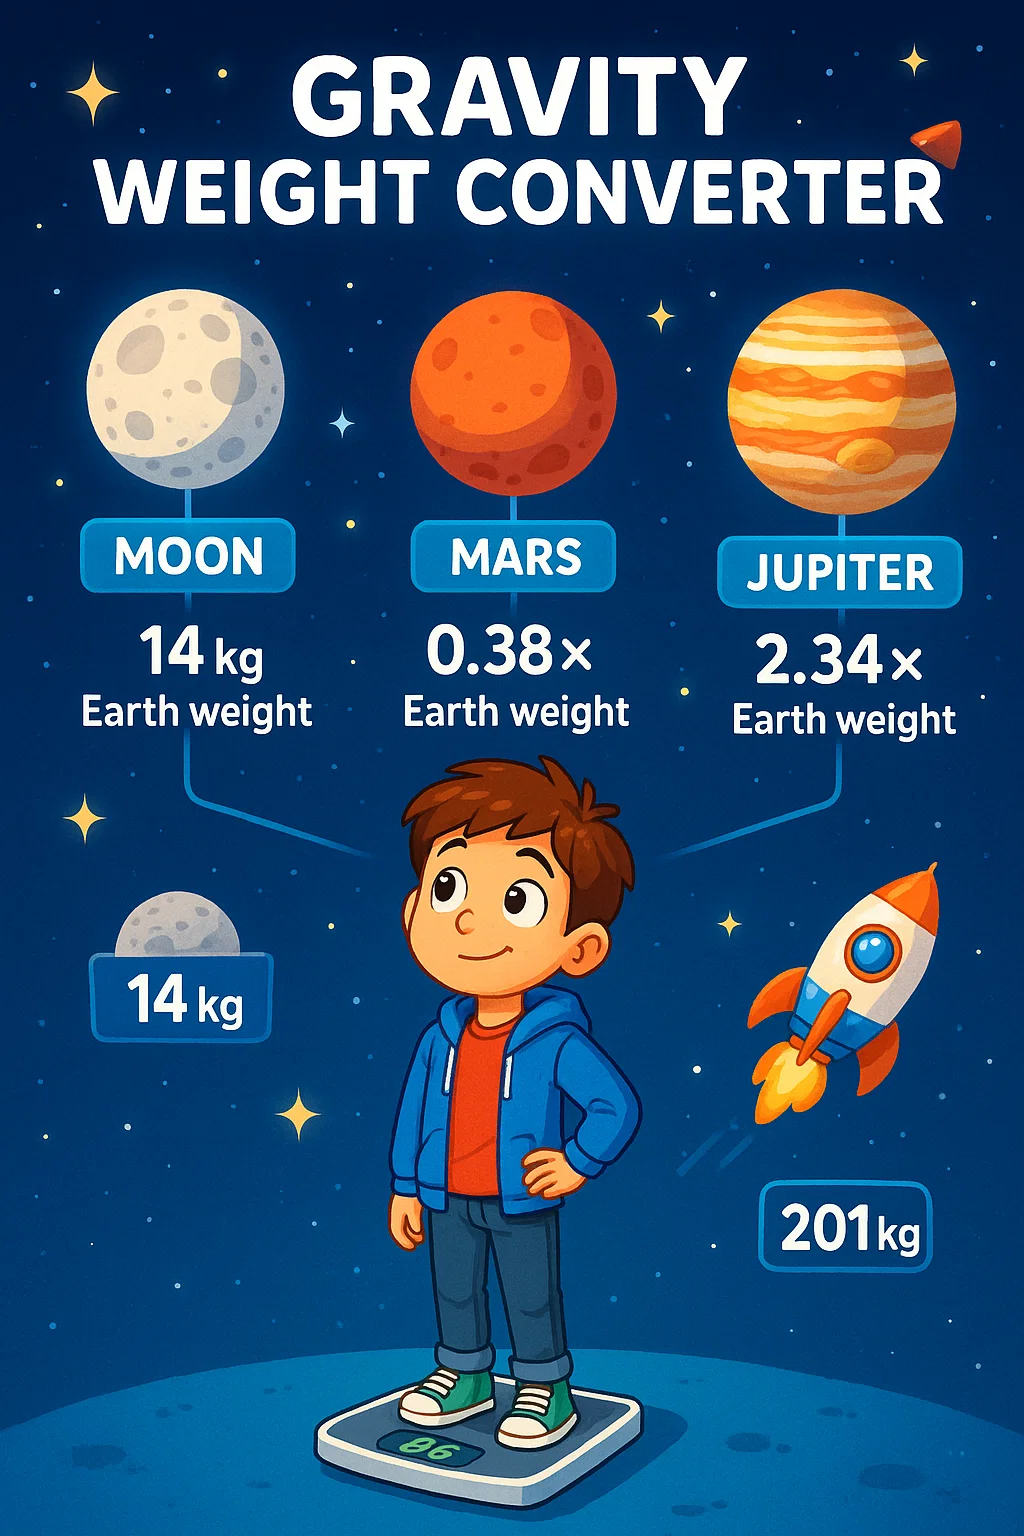 GRAVITY
WEIGHT CONVERTER
MOON
MARS
JUPITER
14 kg
Earth weight
0.38×
Earth weight
2.34×
Earth weight
14 kg
201 kg
86